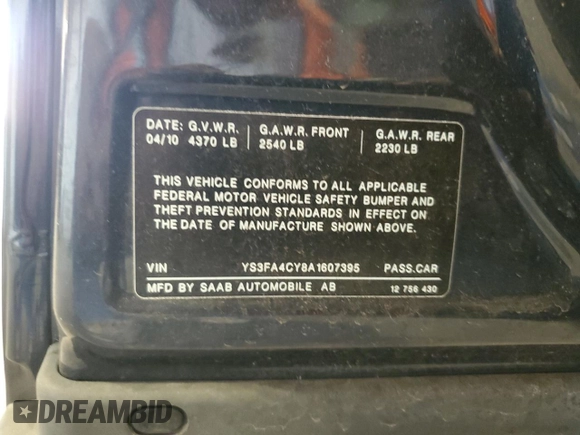 DATE: G.V.W.R. G.A.W.R. FRONT G.A.W.R. REAR
04/10 4370 LB 2540 LB 2230 LB
THIS VEHICLE CONFORMS TO ALL APPLICABLE
FEDERAL MOTOR VEHICLE SAFETY BUMPER AND
THEFT PREVENTION STANDARDS IN EFFECT ON
THE DATE OF MANUFACTURE SHOWN ABOVE.
VIN YS3FA4CY8A1607395 PASS.CAR
MFD BY SAAB AUTOMOBILE AB 12 756 430
DREAMBID